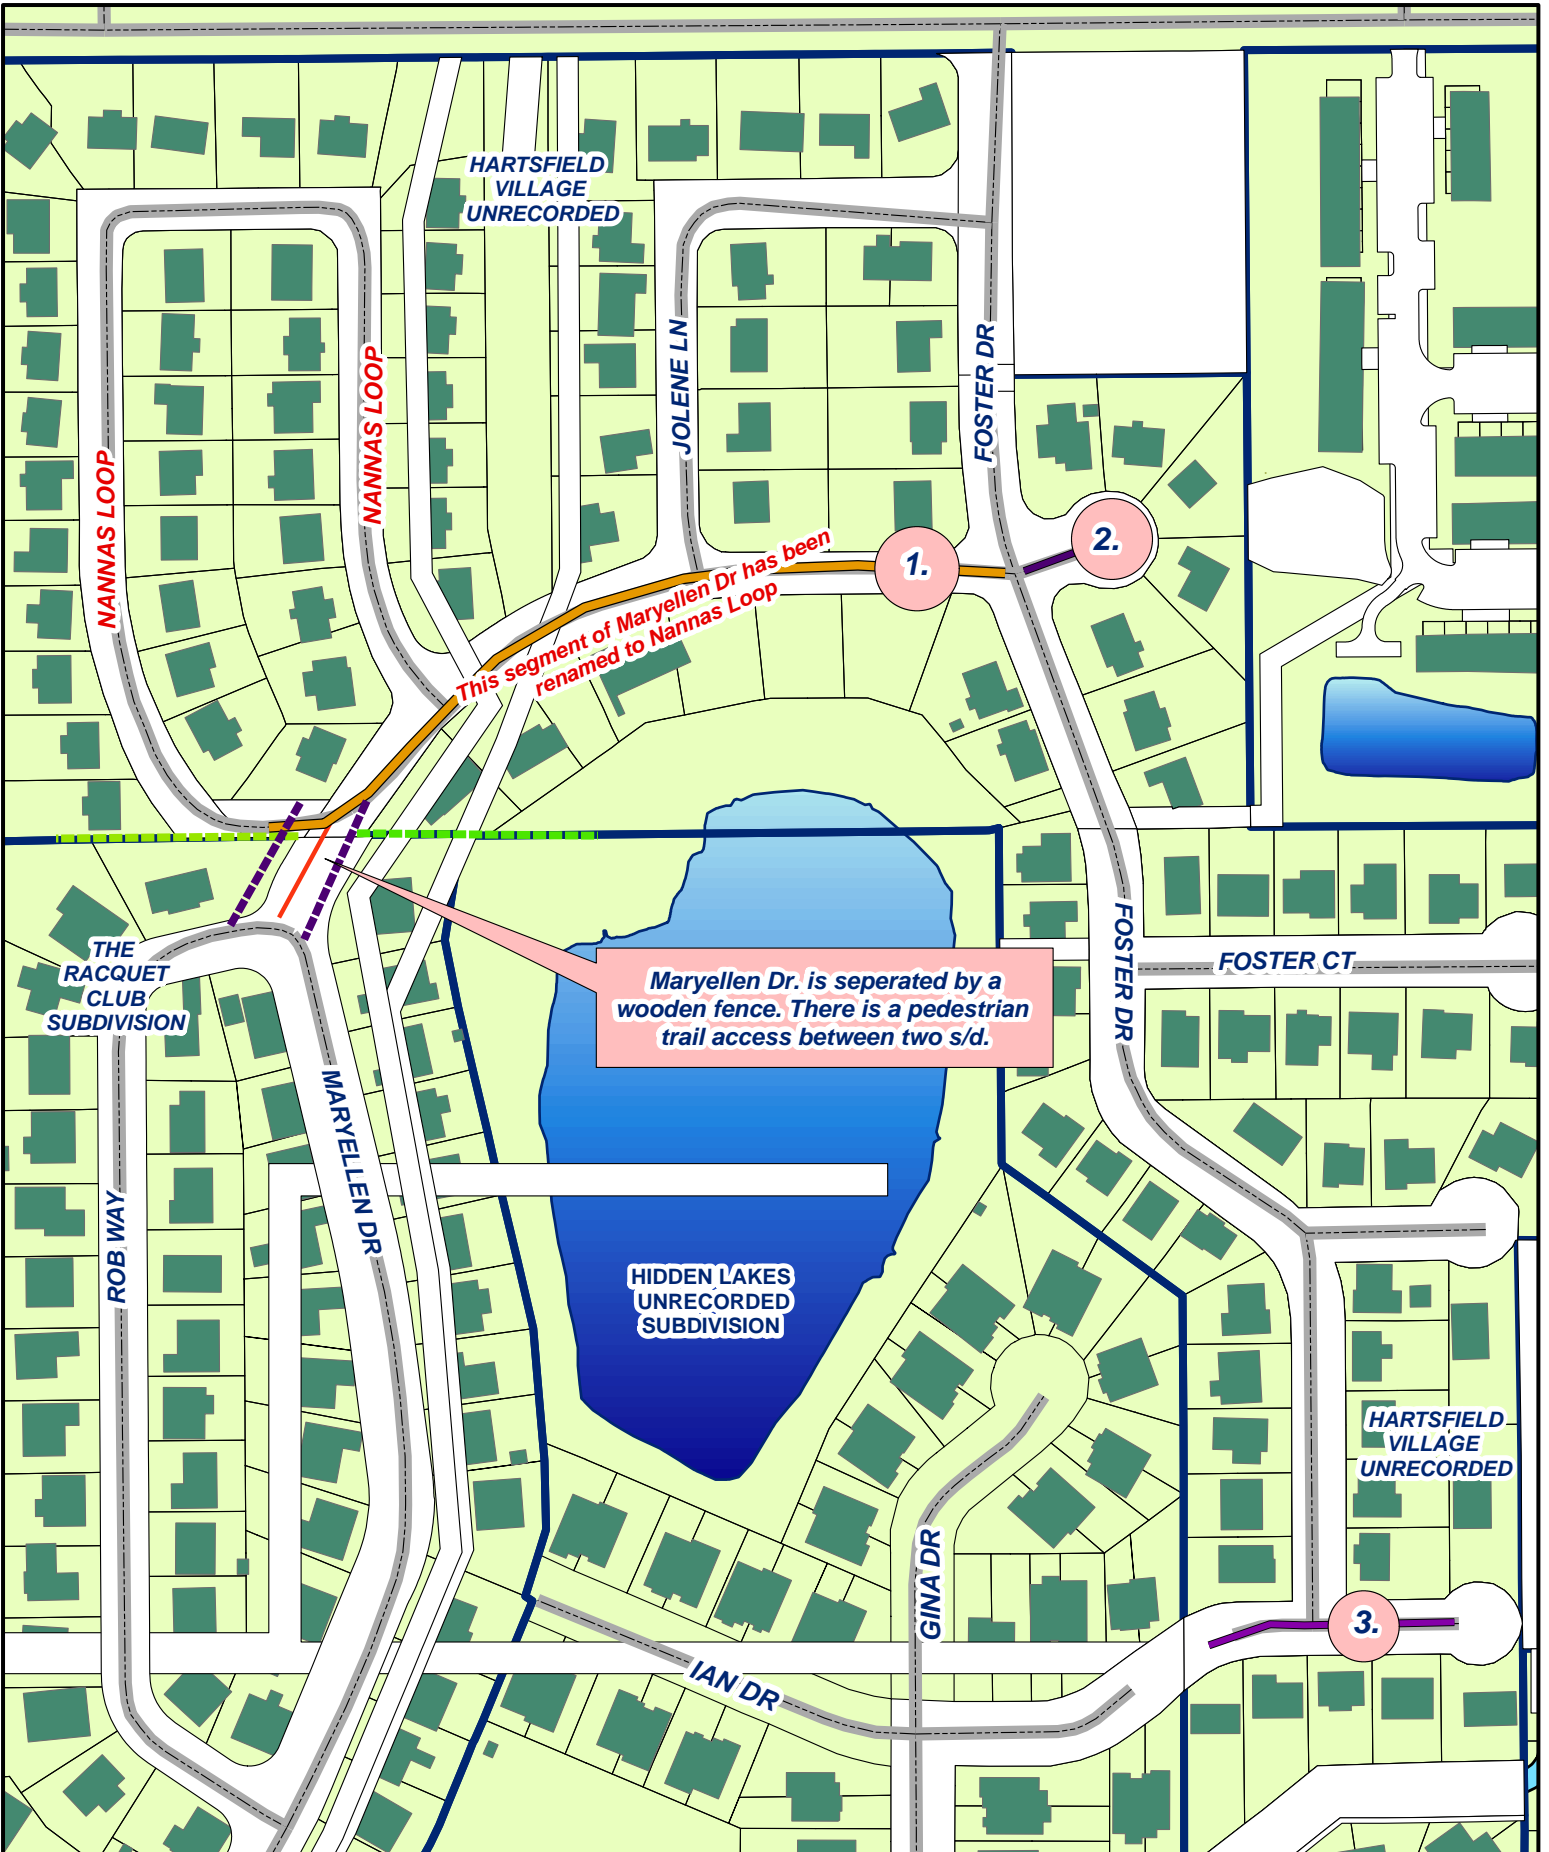 HARTSFIELD
VILLAGE
UNRECORDED
NANNAS LOOP
NANNAS LOOP
JOLENE LN
FOSTER DR
1.
2.
This segment of Maryellen Dr has been
renamed to Nannas Loop
THE
RACQUET
CLUB
SUBDIVISION
Maryellen Dr. is seperated by a
wooden fence. There is a pedestrian
trail access between two s/d.
FOSTER DR
FOSTER CT
MARYELLEN DR
ROB WAY
HIDDEN LAKES
UNRECORDED
SUBDIVISION
HARTSFIELD
VILLAGE
UNRECORDED
GINA DR
IAN DR
3.